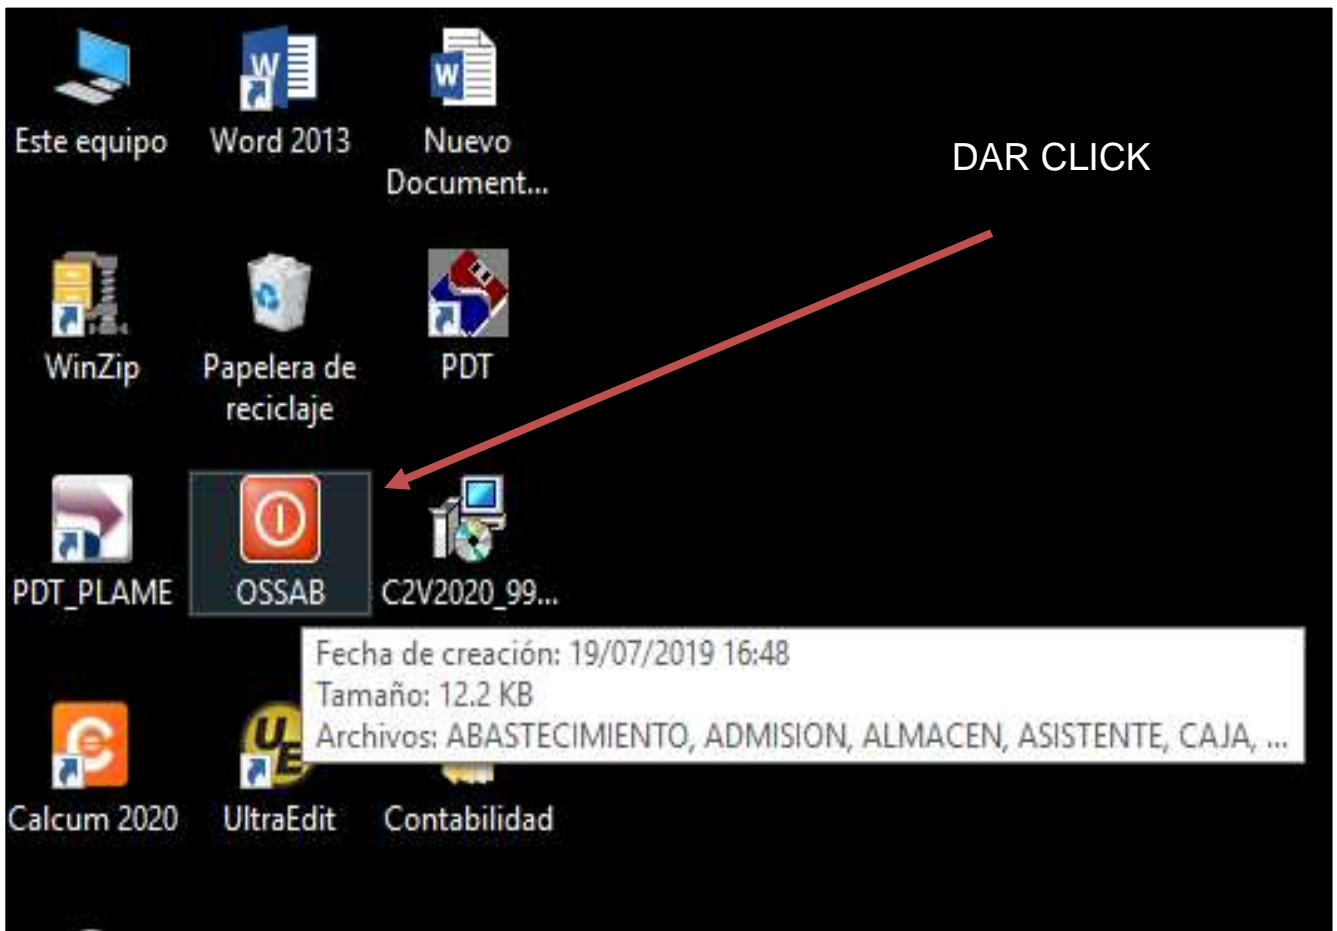 Este equipo
Word 2013
Nuevo
Document...
DAR CLICK
WinZip
Papelera de
reciclaje
PDT
PDT_PLAME
OSSAB
C2V2020_99...
Fecha de creación: 19/07/2019 16:48
Tamaño: 12.2 KB
Archivos: ABASTECIMIENTO, ADMISION, ALMACEN, ASISTENTE, CAJA, ...
Calcum 2020
UltraEdit
Contabilidad